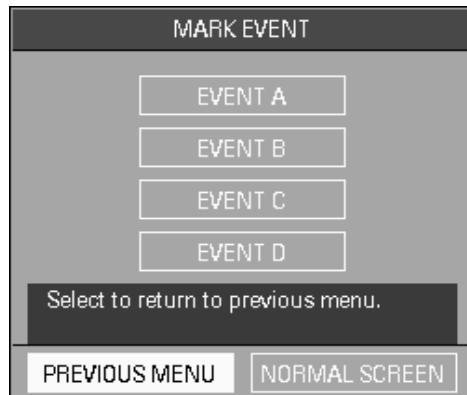 MARK EVENT
EVENT A
EVENT B
EVENT C
EVENT D
Select to return to previous menu.
PREVIOUS MENU NORMAL SCREEN